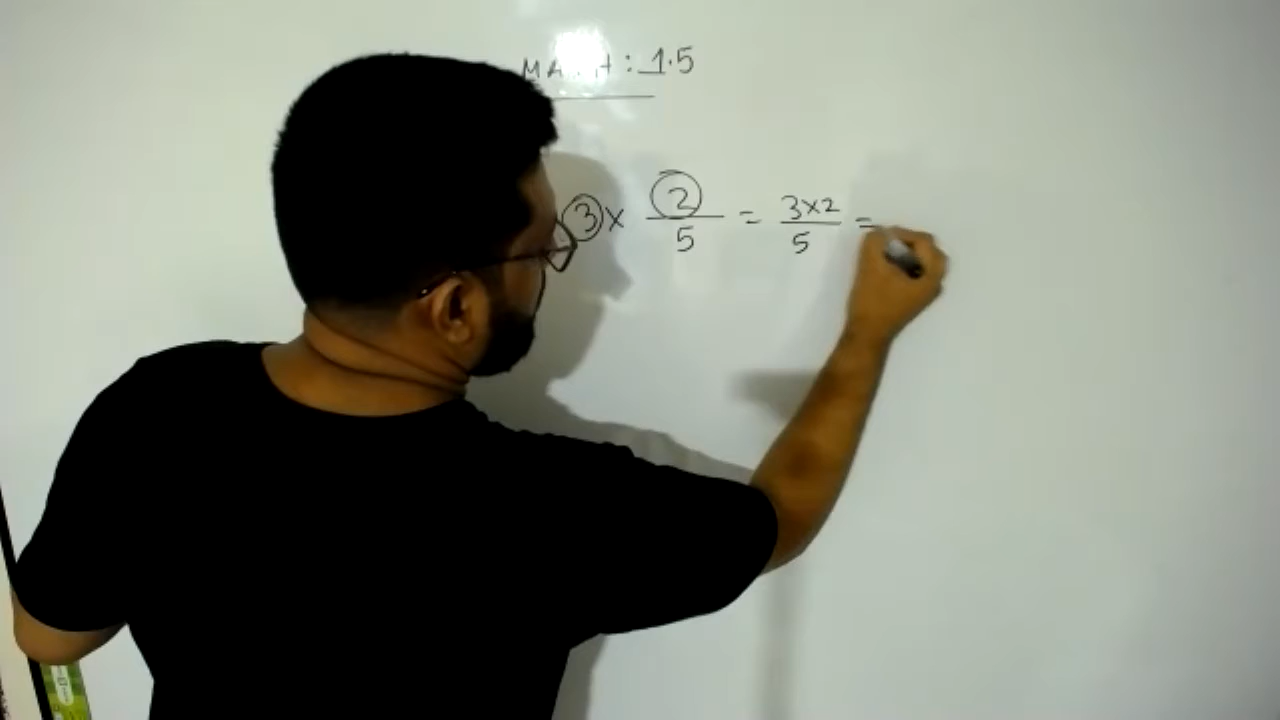 MATH : 1.5
3 × 2/5 = 3×2/5 =